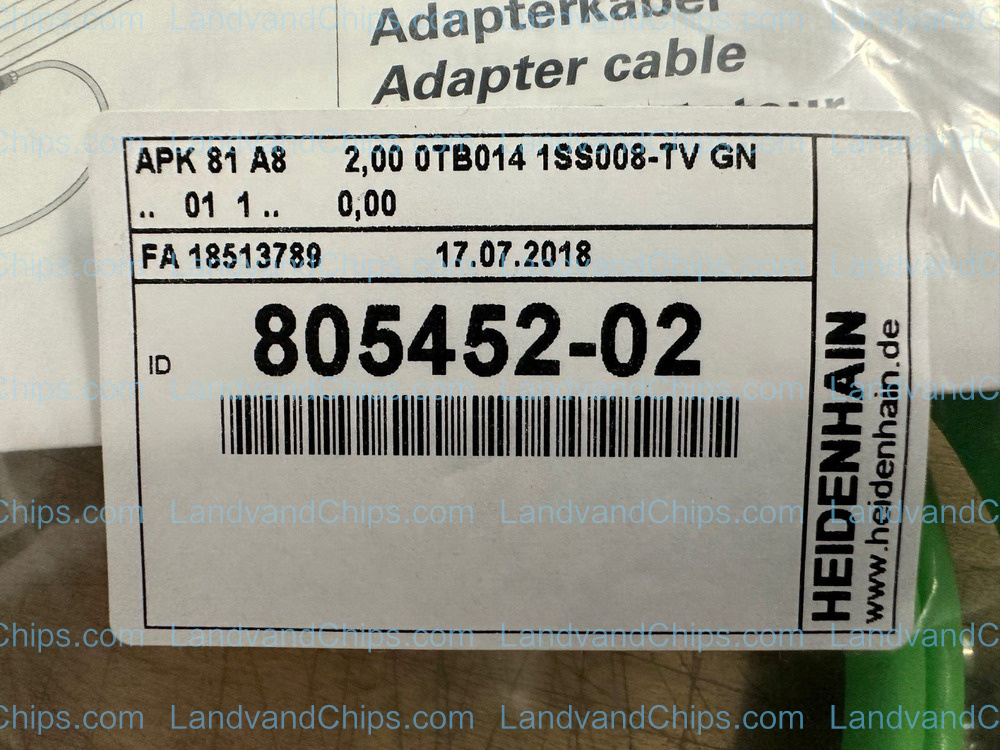 Adapterkabel
Adapter cable
APK 81 A8 2,00 0TB014 1SS008-TV GN
.. 01 1 .. 0,00
FA 18513789 17.07.2018
ID 805452-02
HEIDENHAIN
www.heidenhain.de
LandvandChips.com